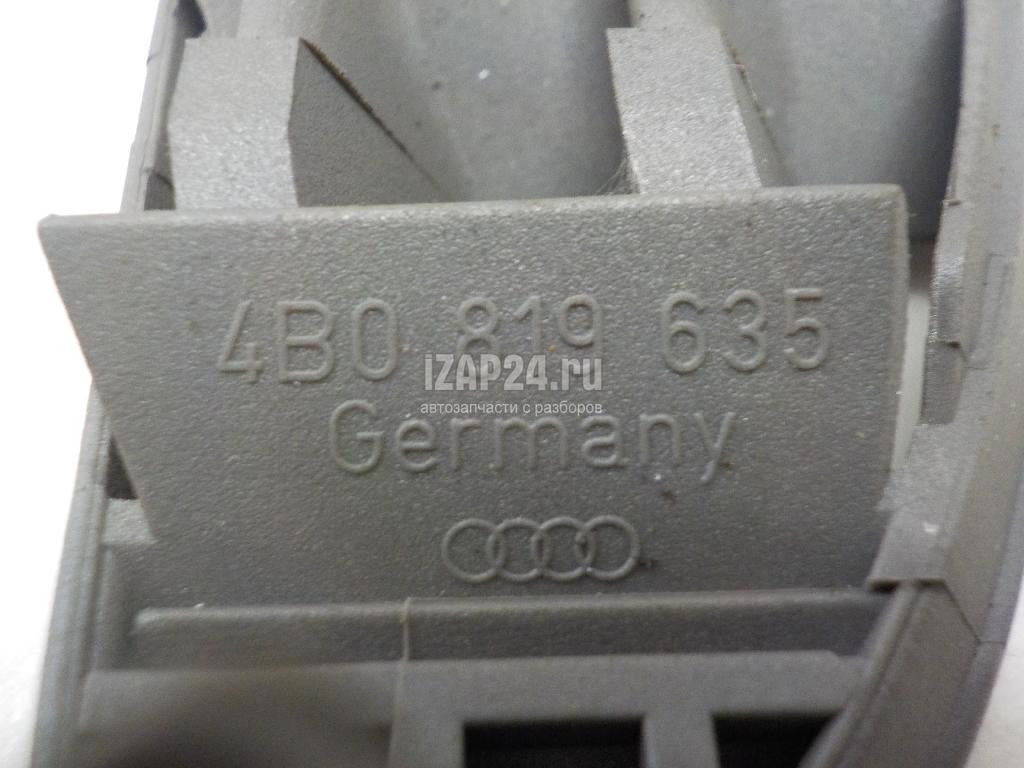 4B0 819 635
iZAP24.ru
автозапчасти с разборов
Germany